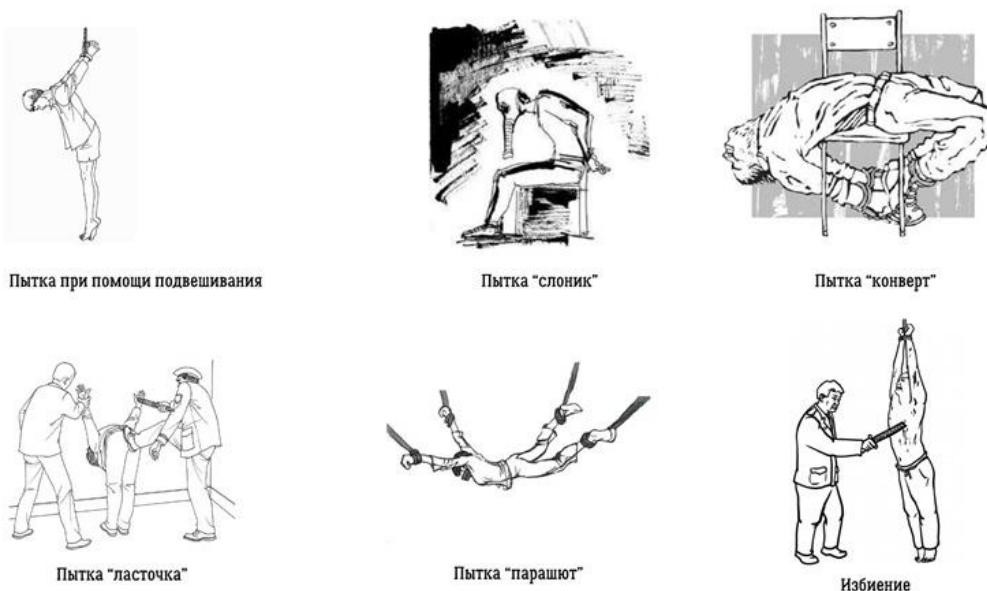 Пытка при помощи подвешивания
Пытка “слоник”
Пытка “конверт”
Пытка “ласточка”
Пытка “парашют”
Избиение